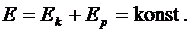 E = E_k + E_p = konst.